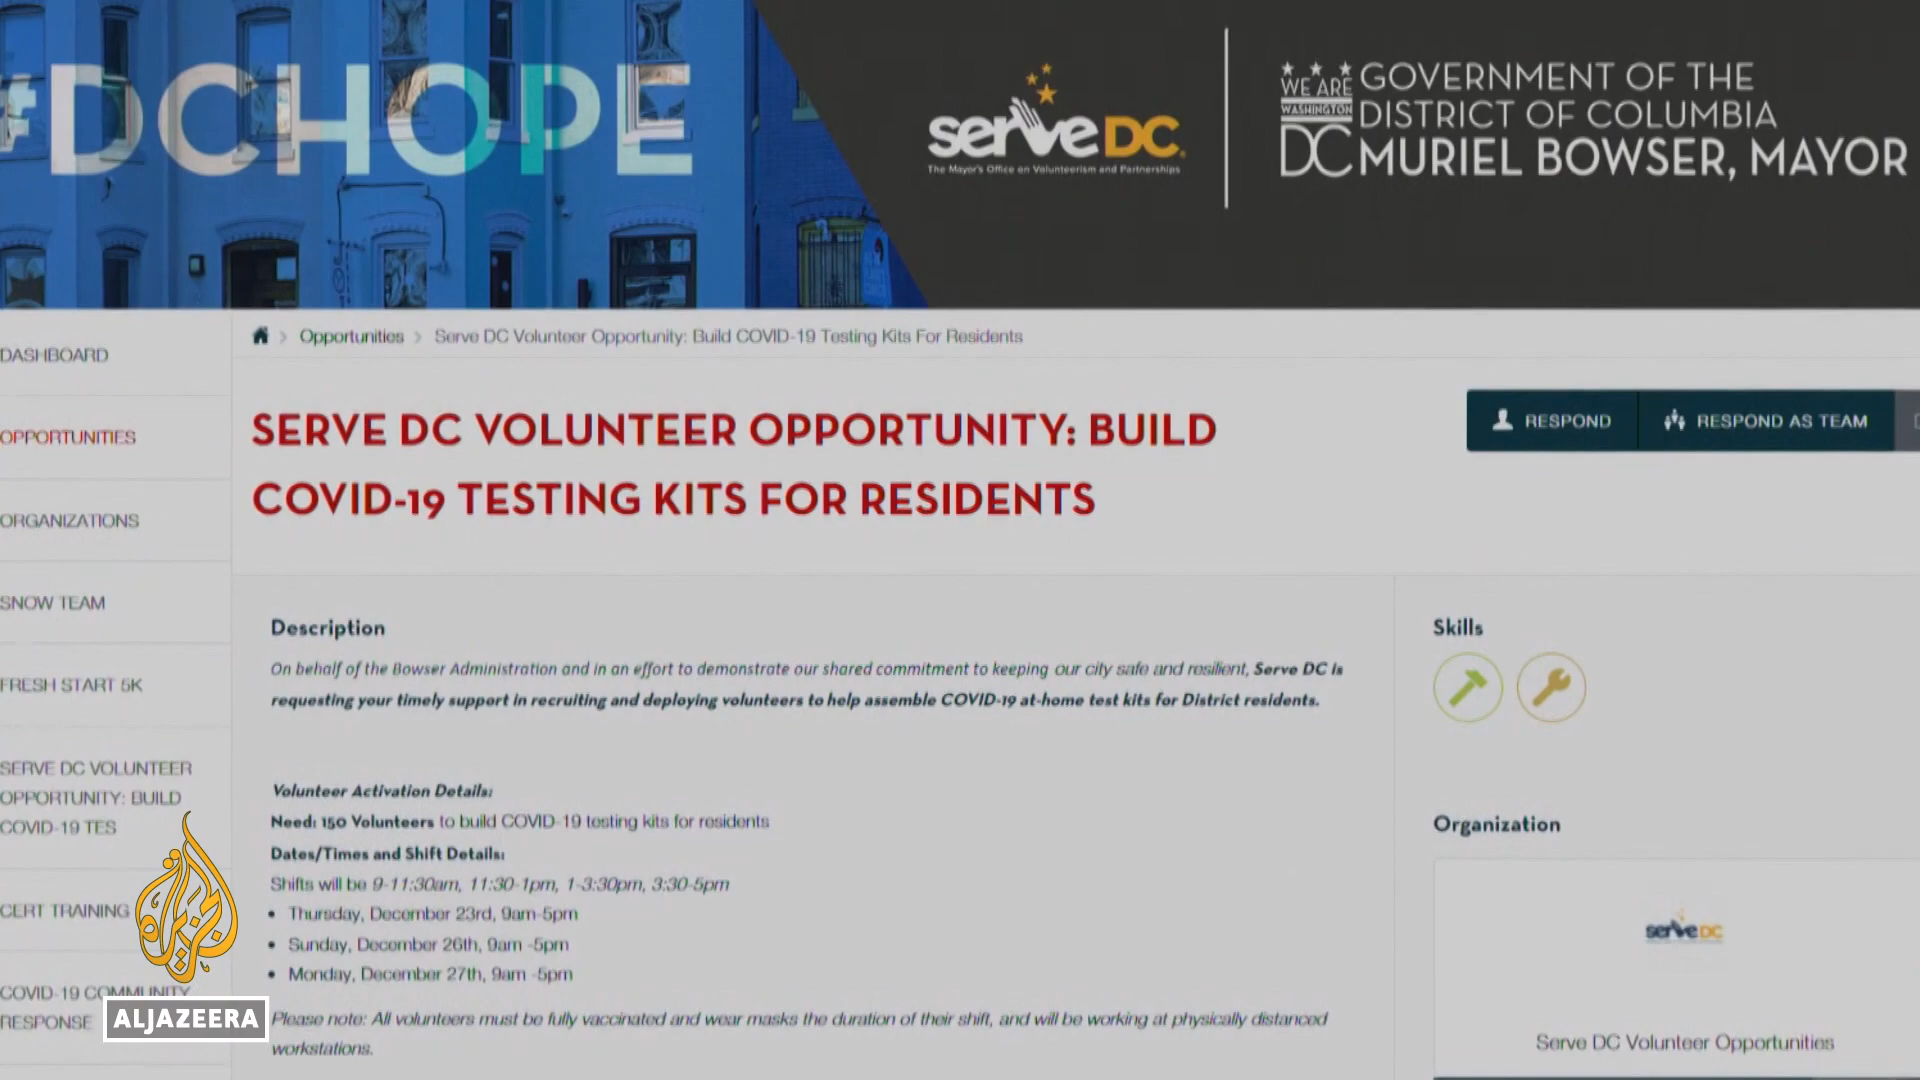 #DCHOPE
serve DC
The Mayor's Office on Volunteerism and Partnerships
WE ARE
WASHINGTON
DC
GOVERNMENT OF THE
DISTRICT OF COLUMBIA
MURIEL BOWSER, MAYOR
Opportunities > Serve DC Volunteer Opportunity: Build COVID-19 Testing Kits For Residents
DASHBOARD
OPPORTUNITIES
ORGANIZATIONS
SNOW TEAM
FRESH START 5K
SERVE DC VOLUNTEER
OPPORTUNITY: BUILD
COVID-19 TES
CERT TRAINING
COVID-19 COMMUNITY
RESPONSE
SERVE DC VOLUNTEER OPPORTUNITY: BUILD
COVID-19 TESTING KITS FOR RESIDENTS
RESPOND
RESPOND AS TEAM
Description
On behalf of the Bowser Administration and in an effort to demonstrate our shared commitment to keeping our city safe and resilient, Serve DC is
requesting your timely support in recruiting and deploying volunteers to help assemble COVID-19 at-home test kits for District residents.
Volunteer Activation Details:
Need: 150 Volunteers to build COVID-19 testing kits for residents
Dates/Times and Shift Details:
Shifts will be 9-11:30am, 11:30-1pm, 1-3:30pm, 3:30-5pm
• Thursday, December 23rd, 9am-5pm
• Sunday, December 26th, 9am -5pm
• Monday, December 27th, 9am -5pm
Please note: All volunteers must be fully vaccinated and wear masks the duration of their shift, and will be working at physically distanced
workstations.
Skills
Organization
serve DC
Serve DC Volunteer Opportunities
الجزيرة
ALJAZEERA